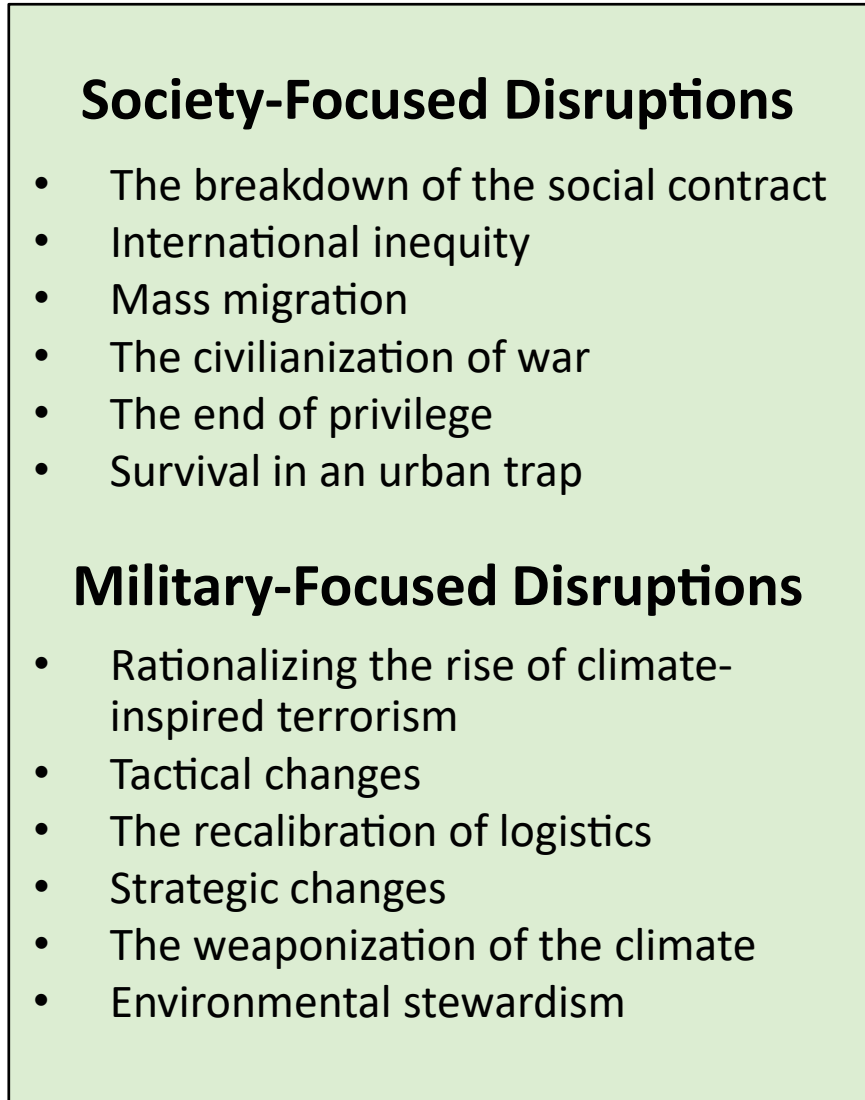 Society-Focused Disruptions
• The breakdown of the social contract
• International inequity
• Mass migration
• The civilianization of war
• The end of privilege
• Survival in an urban trap
Military-Focused Disruptions
• Rationalizing the rise of climate-
inspired terrorism
• Tactical changes
• The recalibration of logistics
• Strategic changes
• The weaponization of the climate
• Environmental stewardism